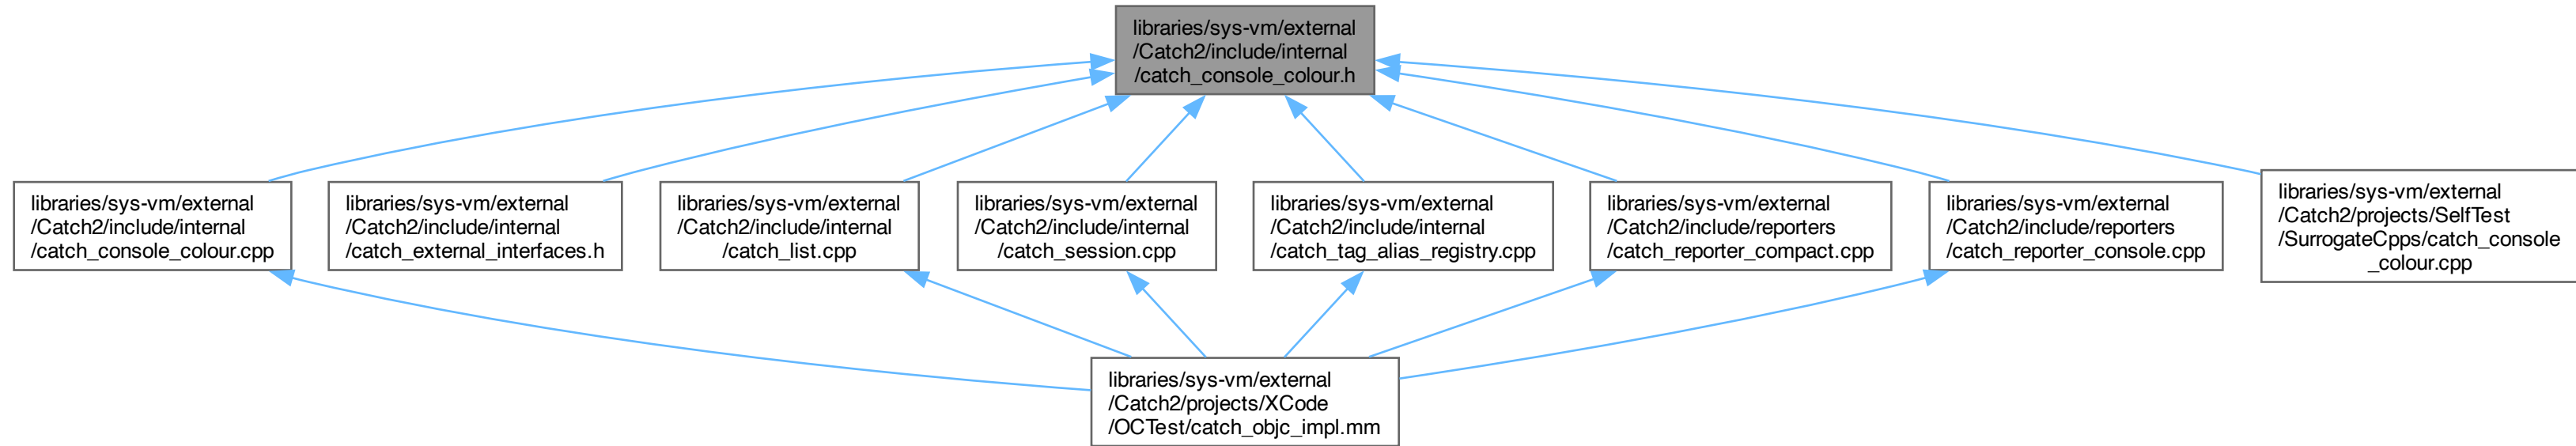 libraries/sys-vm/external
/Catch2/include/internal
/catch_console_colour.h
libraries/sys-vm/external
/Catch2/include/internal
/catch_console_colour.cpp
libraries/sys-vm/external
/Catch2/include/internal
/catch_external_interfaces.h
libraries/sys-vm/external
/Catch2/include/internal
/catch_list.cpp
libraries/sys-vm/external
/Catch2/include/internal
/catch_session.cpp
libraries/sys-vm/external
/Catch2/include/internal
/catch_tag_alias_registry.cpp
libraries/sys-vm/external
/Catch2/include/reporters
/catch_reporter_compact.cpp
libraries/sys-vm/external
/Catch2/include/reporters
/catch_reporter_console.cpp
libraries/sys-vm/external
/Catch2/projects/SelfTest
/SurrogateCpps/catch_console
_colour.cpp
libraries/sys-vm/external
/Catch2/projects/XCode
/OCTest/catch_objc_impl.mm